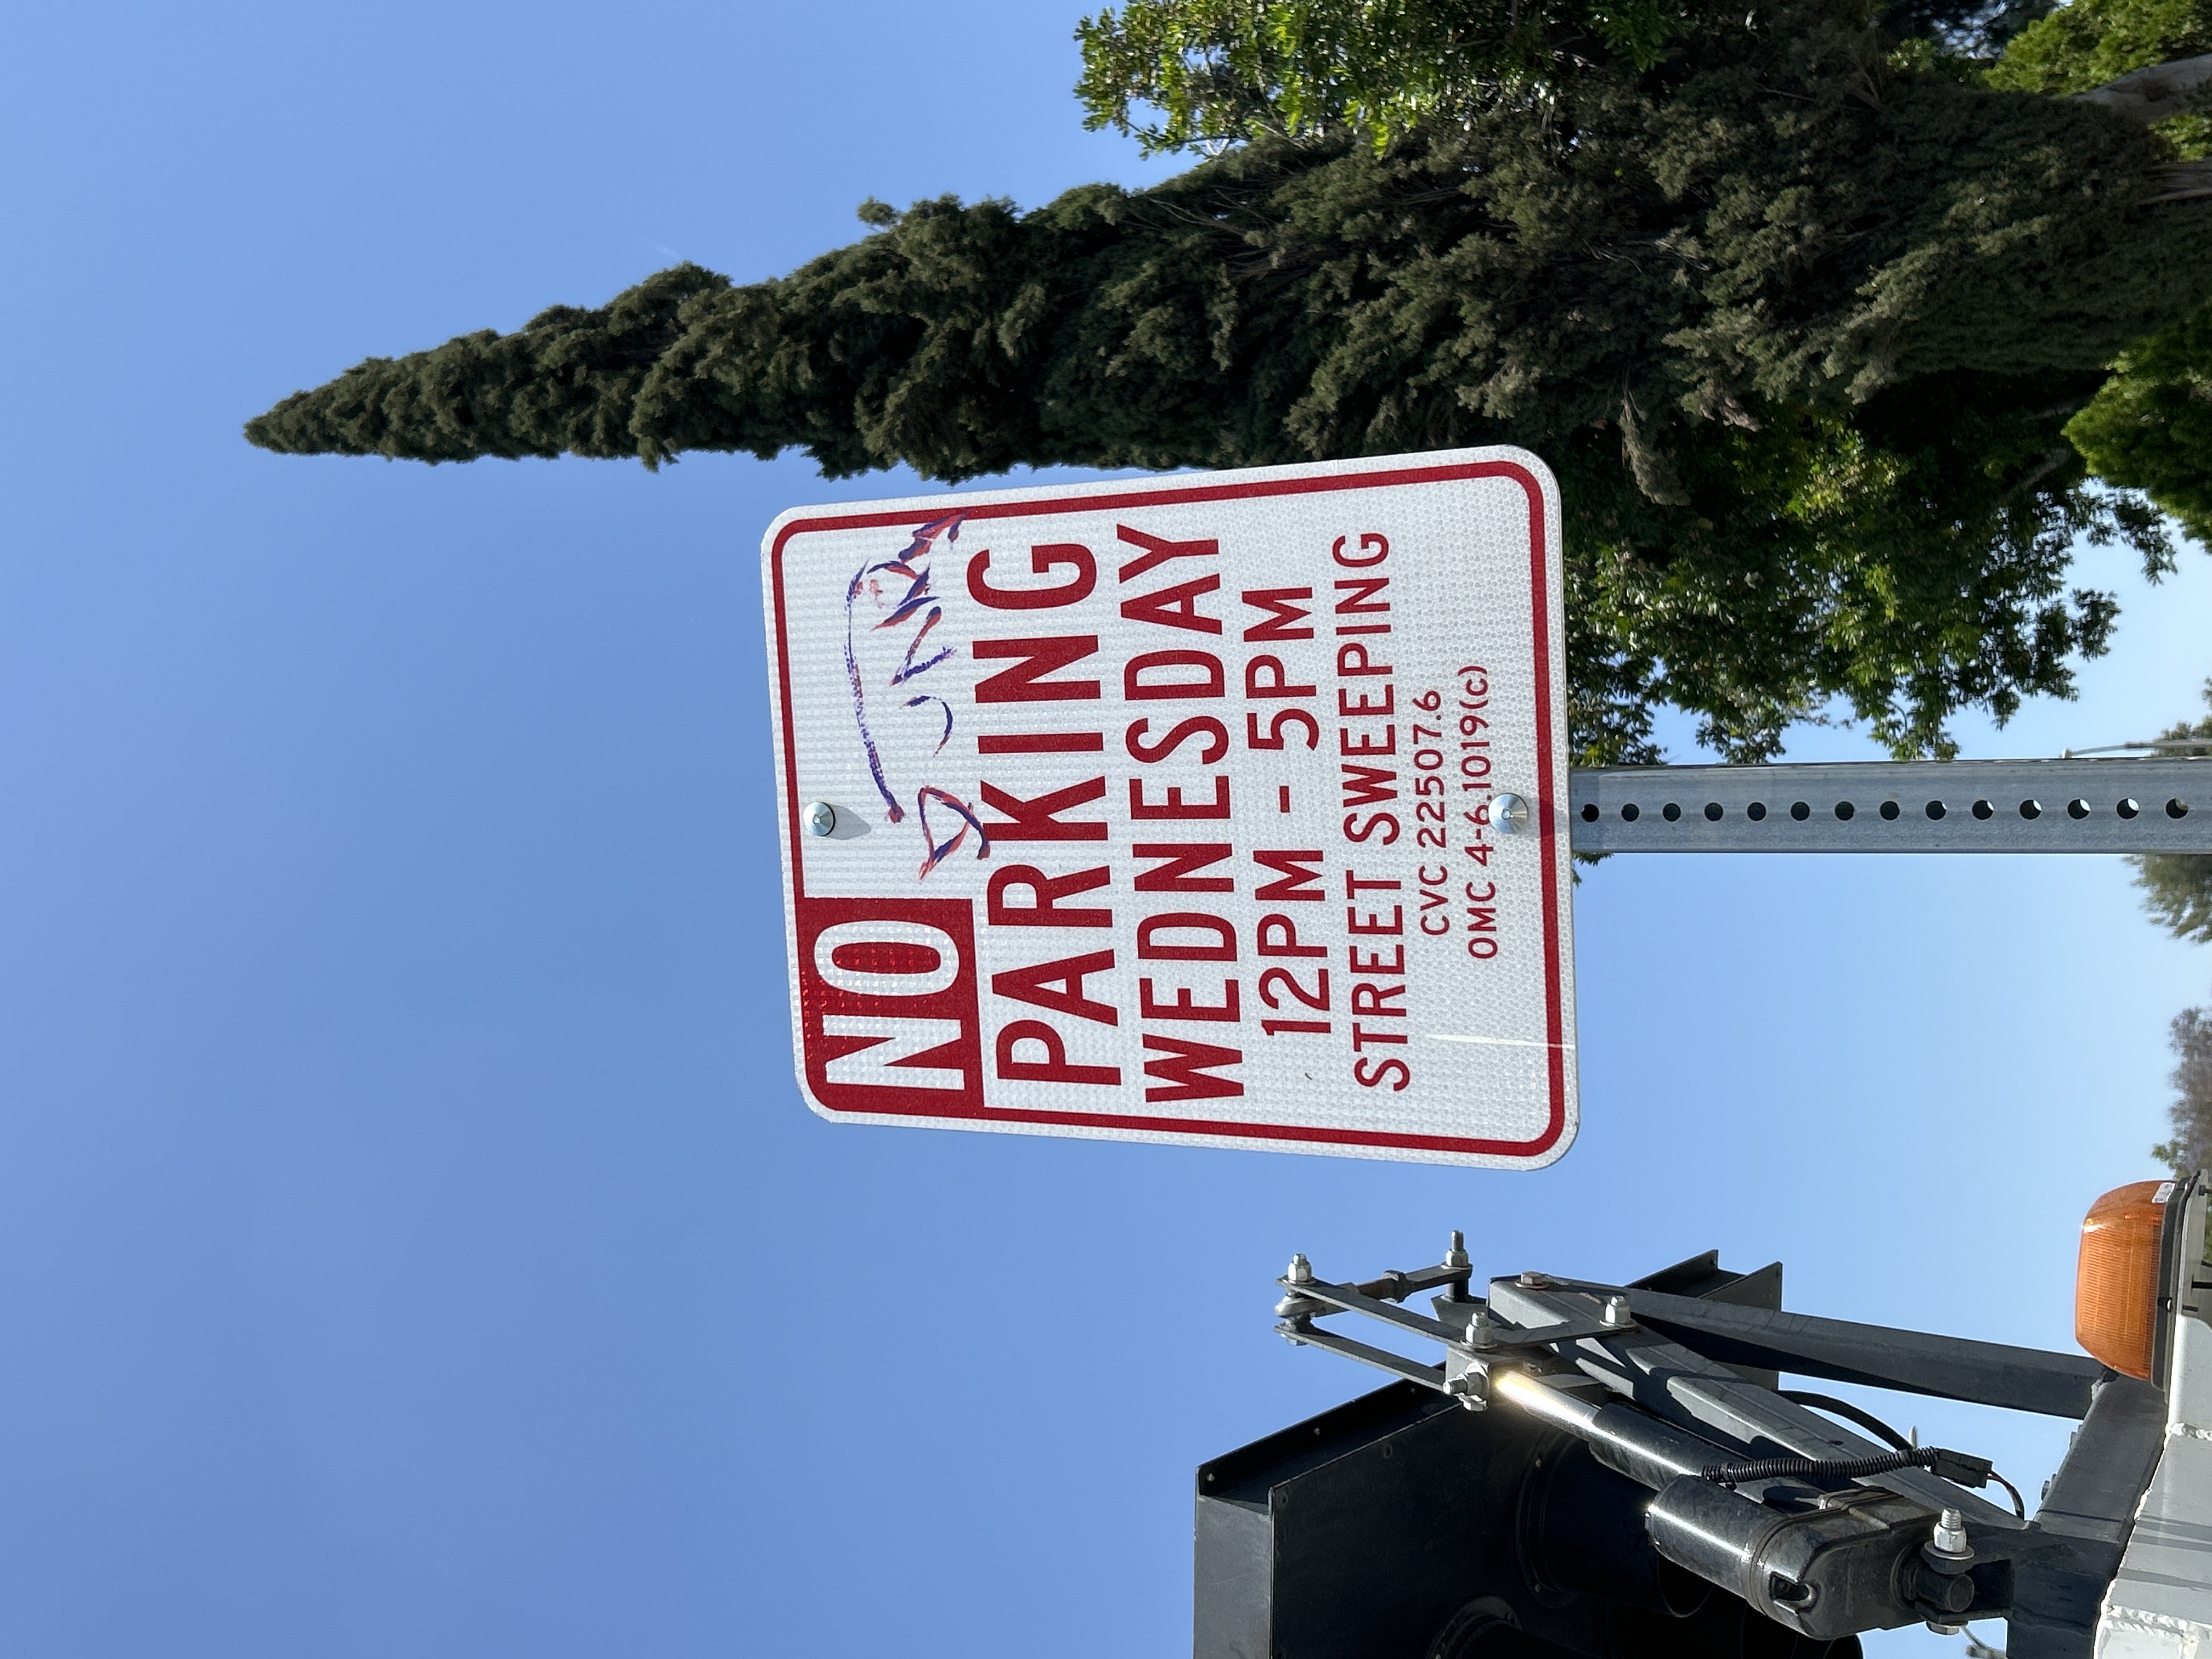 NO
PARKING
WEDNESDAY
12PM - 5PM
STREET SWEEPING
CVC 22507.6
OMC 4-6.1019(c)